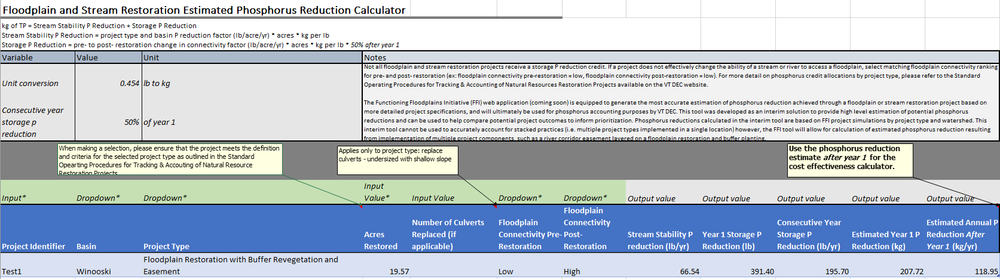 Floodplain and Stream Restoration Estimated Phosphorus Reduction Calculator
kg of TP = Stream Stability P Reduction + Storage P Reduction
Stream Stability P Reduction = project type and basin P reduction factor (lb/acre/yr) * acres * kg per lb
Storage P Reduction = pre- to post- restoration change in connectivity factor (lb/acre/yr) * acres * kg per lb * 50% after year 1
Variable Value Unit Notes
Unit conversion 0.454 lb to kg
Consecutive year
storage p
reduction
50% of year 1
Not all floodplain and stream restoration projects receive a storage P reduction credit. If a project does not effectively change the ability of a stream or river to access a floodplain, select matching floodplain connectivity ranking
for pre- and post- restoration (ex: floodplain connectivity pre-restoration = low, floodplain connectivity post-restoration = low). For more detail on phosphorus credit allocations by project type, please refer to the Standard
Operating Procedures for Tracking & Accounting of Natural Resources Restoration Projects available on the VT DEC website.
The Functioning Floodplains Initiative (FFI) web application (coming soon) is equipped to generate the most accurate estimation of phosphorus reduction achieved through a floodplain or stream restoration project based on
more detailed project specifications, and will ultimately be used for phosphorus accounting purposes by VT DEC. This tool was developed as an interim solution to provide high level estimation of potential phosphorus
reductions and can be used to help compare potential project outcomes to inform prioritization. Phosphorus reductions calculated in the interim tool are based on FFI project simulations by project type and watershed. This
interim tool cannot be used to accurately account for stacked practices (i.e. multiple project types implemented in a single location) however, the FFI tool will allow for calculation of estimated phosphorus reduction resulting
from implementation of multiple project components, such as a river corridor easement layered on a floodplain restoration and buffer planting.
When making a selection, please ensure that the project meets the definition
and criteria for the selected project type as outlined in the Standard
Opearting Procedures for Tracking & Accouting of Natural Resource
Restoration Projects
Applies only to project type: replace
culverts - undersized with shallow slope
Use the phosphorus reduction
estimate after year 1 for the
cost effectiveness calculator.
Input* Dropdown* Dropdown* Input
Value* Input Value Dropdown* Dropdown* Output value Output value Output value Output value Output value
Project Identifier
Basin
Project Type
Acres
Restored
Number of Culverts
Replaced (if
applicable)
Floodplain
Connectivity Pre-
Restoration
Floodplain
Connectivity
Post-
Restoration
Stream Stability P
reduction (lb/yr)
Year 1 Storage P
Reduction (lb)
Consecutive Year
Storage P
Reduction (lb/yr)
Estimated Year 1 P
Reduction (kg)
Estimated Annual P
Reduction After
Year 1 (kg/yr)
Test1 Winooski Floodplain Restoration with Buffer Revegetation and
Easement 19.57 Low High 66.54 391.40 195.70 207.72 118.95